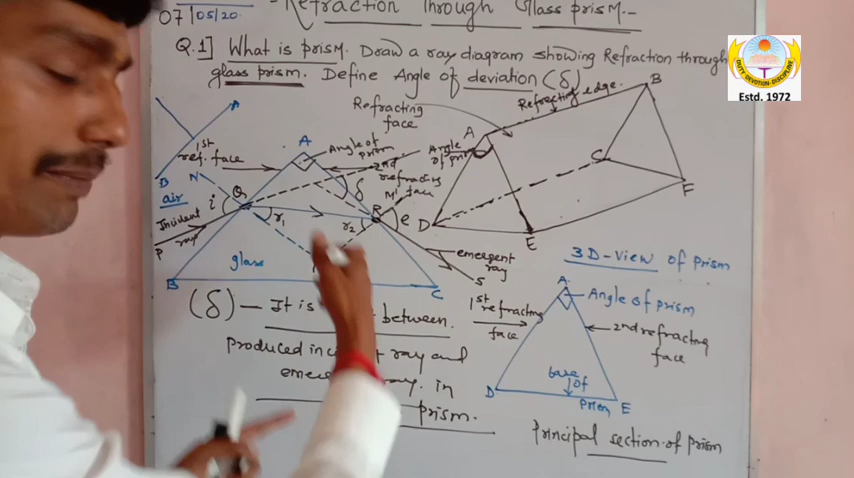 07/05/20.
-Refraction Through Glass prism.-
Q.1] What is prism. Draw a ray diagram showing Refraction through
glass prism. Define Angle of deviation (δ)
DUTY-DEVOTION-DISCIPLINE
Estd. 1972
A
B
1st
ref. face
N
air
Incident
ray
P
i
Q
r1
glass
B
A
Angle of
prism
2nd
refracting
face
M'
δ
R
r2
e
emergent
ray
S
C
Refracting
face
Refracting edge.
A
Angle
of
B
C
D
E
F
3D-View of prism
(δ) - It is between
produced ray and
ray. in
prism.
A
Angle of prism
1st refracting
face
2nd refracting
face
D
base
of
Prism
E
Principal section of prism